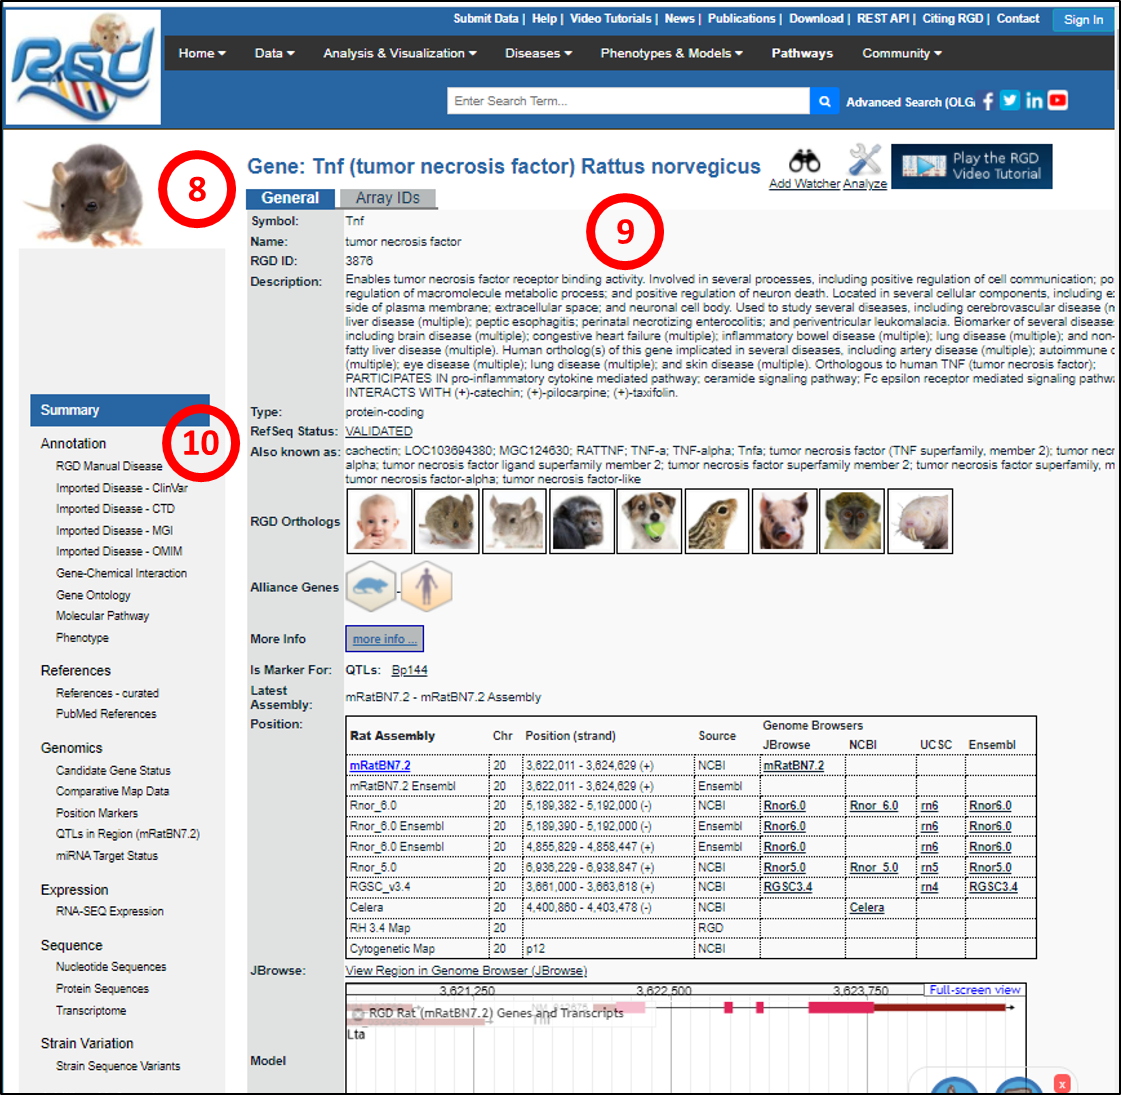 Submit Data | Help | Video Tutorials | News | Publications | Download | REST API | Citing RGD | Contact Sign In
RGD
Home Data Analysis & Visualization Diseases Phenotypes & Models Pathways Community
Enter Search Term... Advanced Search (OLGA
8
Gene: Tnf (tumor necrosis factor) Rattus norvegicus
Add Watcher Analyze
Play the RGD
Video Tutorial
General Array IDs
9
Symbol: Tnf
Name: tumor necrosis factor
RGD ID: 3876
Description: Enables tumor necrosis factor receptor binding activity. Involved in several processes, including positive regulation of cell communication; po
regulation of macromolecule metabolic process; and positive regulation of neuron death. Located in several cellular components, including e
side of plasma membrane; extracellular space; and neuronal cell body. Used to study several diseases, including cerebrovascular disease (
liver disease (multiple); peptic esophagitis; perinatal necrotizing enterocolitis; and periventricular leukomalacia. Biomarker of several disease
including brain disease (multiple); congestive heart failure (multiple); inflammatory bowel disease (multiple); lung disease (multiple); and non-
fatty liver disease (multiple). Human ortholog(s) of this gene implicated in several diseases, including artery disease (multiple); autoimmune
(multiple); eye disease (multiple); lung disease (multiple); and skin disease (multiple). Orthologous to human TNF (tumor necrosis factor);
PARTICIPATES IN pro-inflammatory cytokine mediated pathway; ceramide signaling pathway; Fc epsilon receptor mediated signaling pathw
INTERACTS WITH (+)-catechin; (+)-pilocarpine; (+)-taxifolin.
Type: protein-coding
RefSeq Status: VALIDATED
Also known as: cachectin; LOC103694380; MGC124630; RATTNF; TNF-a; TNF-alpha; Tnfa; tumor necrosis factor (TNF superfamily, member 2); tumor necr
alpha; tumor necrosis factor ligand superfamily member 2; tumor necrosis factor superfamily member 2; tumor necrosis factor superfamily, m
tumor necrosis factor-alpha; tumor necrosis factor-like
RGD Orthologs
Alliance Genes
More Info more info ...
Is Marker For: QTLs: Bp144
Latest
Assembly: mRatBN7.2 - mRatBN7.2 Assembly
Position:
Genome Browsers
Rat Assembly Chr Position (strand) Source JBrowse NCBI UCSC Ensembl
mRatBN7.2 20 3,622,011 - 3,624,629 (+) NCBI mRatBN7.2
mRatBN7.2 Ensembl 20 3,622,011 - 3,624,629 (+) Ensembl
Rnor_6.0 20 5,189,382 - 5,192,000 (-) NCBI Rnor6.0 Rnor_6.0 rn6 Rnor6.0
Rnor_6.0 Ensembl 20 5,189,390 - 5,192,000 (-) Ensembl Rnor6.0 rn6 Rnor6.0
Rnor_6.0 Ensembl 20 4,855,829 - 4,858,447 (+) Ensembl Rnor6.0 rn6 Rnor6.0
Rnor_5.0 20 6,936,229 - 6,938,847 (+) NCBI Rnor5.0 Rnor_5.0 rn5 Rnor5.0
RGSC_v3.4 20 3,661,000 - 3,663,618 (+) NCBI RGSC3.4 rn4 RGSC3.4
Celera 20 4,400,860 - 4,403,478 (-) NCBI Celera
RH 3.4 Map 20 RGD
Cytogenetic Map 20 p12 NCBI
JBrowse: View Region in Genome Browser (JBrowse)
3,621,250 3,622,500 3,623,750 Full-screen view
RGD Rat (mRatBN7.2) Genes and Transcripts
Lta
Model
x
Summary
10
Annotation
RGD Manual Disease
Imported Disease - ClinVar
Imported Disease - CTD
Imported Disease - MGI
Imported Disease - OMIM
Gene-Chemical Interaction
Gene Ontology
Molecular Pathway
Phenotype
References
References - curated
PubMed References
Genomics
Candidate Gene Status
Comparative Map Data
Position Markers
QTLs in Region (mRatBN7.2)
miRNA Target Status
Expression
RNA-SEQ Expression
Sequence
Nucleotide Sequences
Protein Sequences
Transcriptome
Strain Variation
Strain Sequence Variants